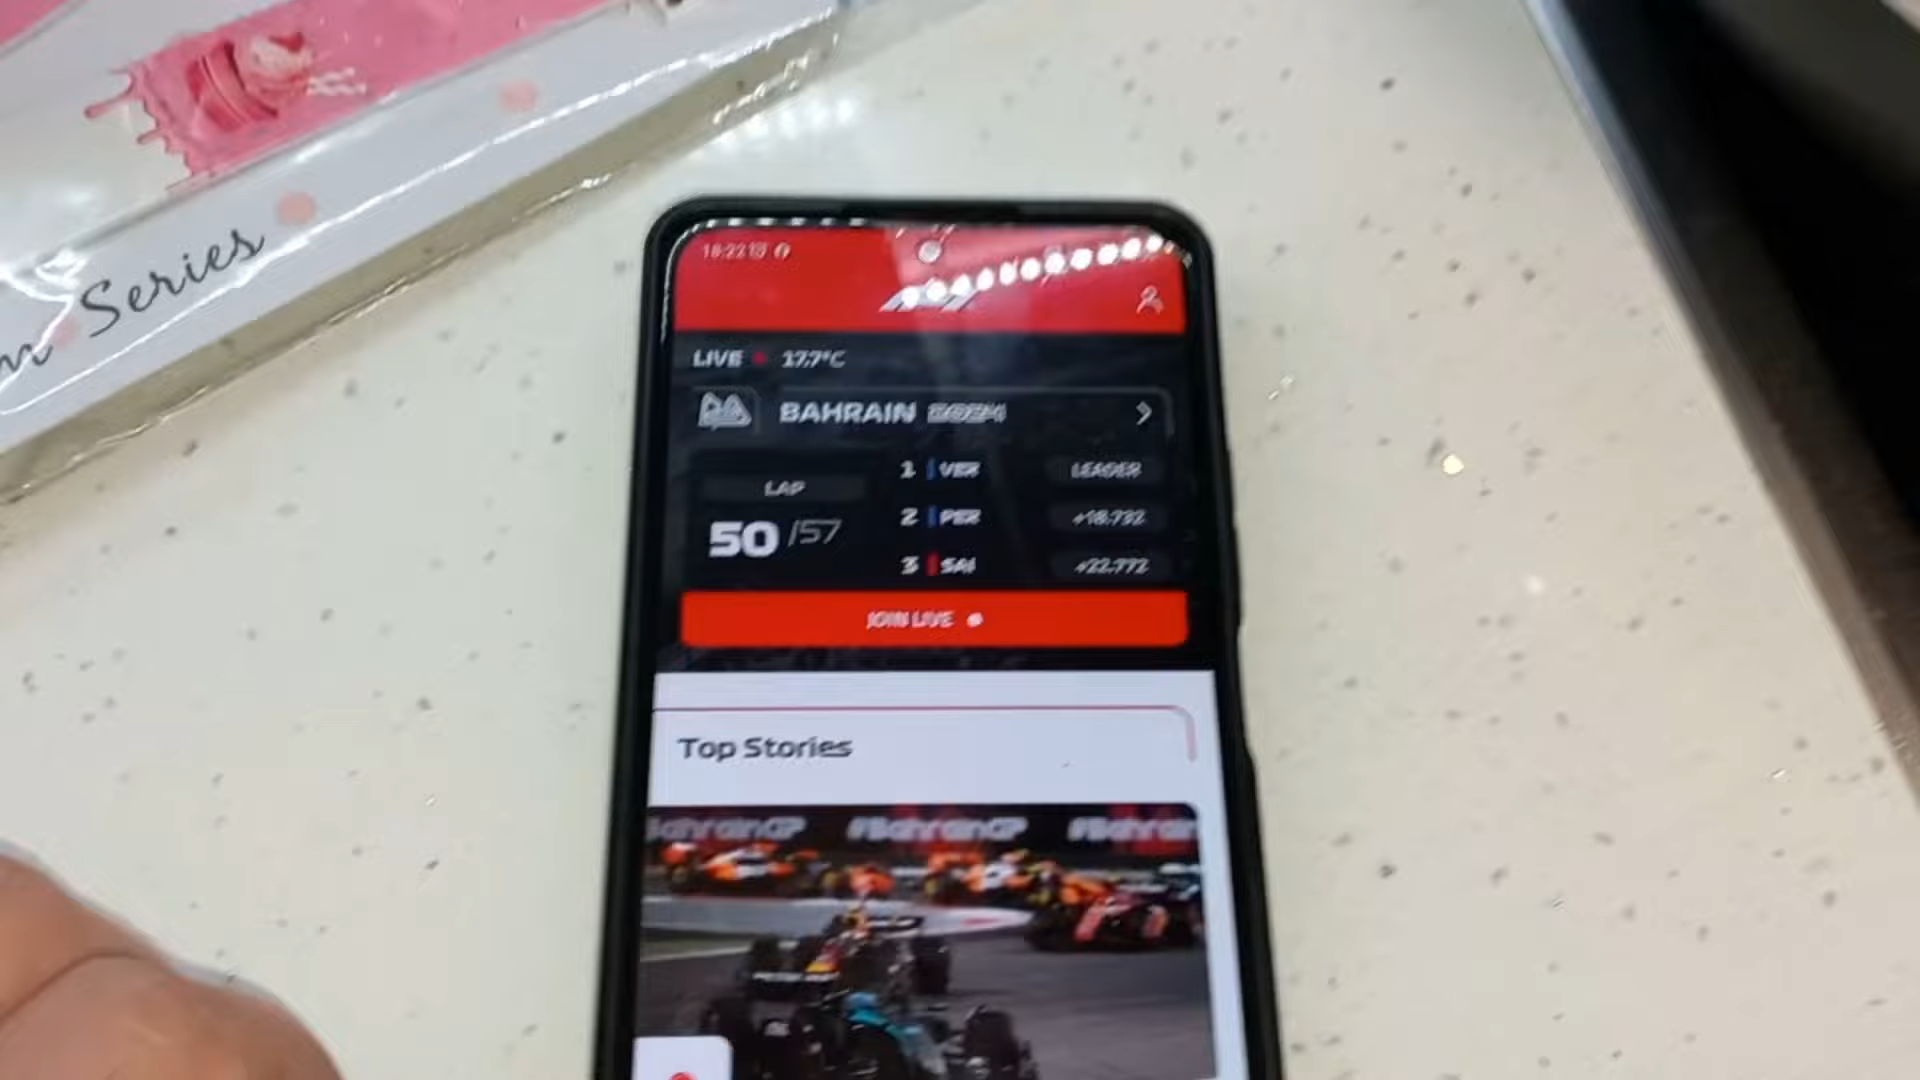 Series
18:22
LIVE 17.7°C
BAHRAIN
LAP
50 /57
1 VER LEADER
2 PER +18.732
3 SAI +22.772
JOIN LIVE
Top Stories
BahrainGP #BahrainGP #Bahrain